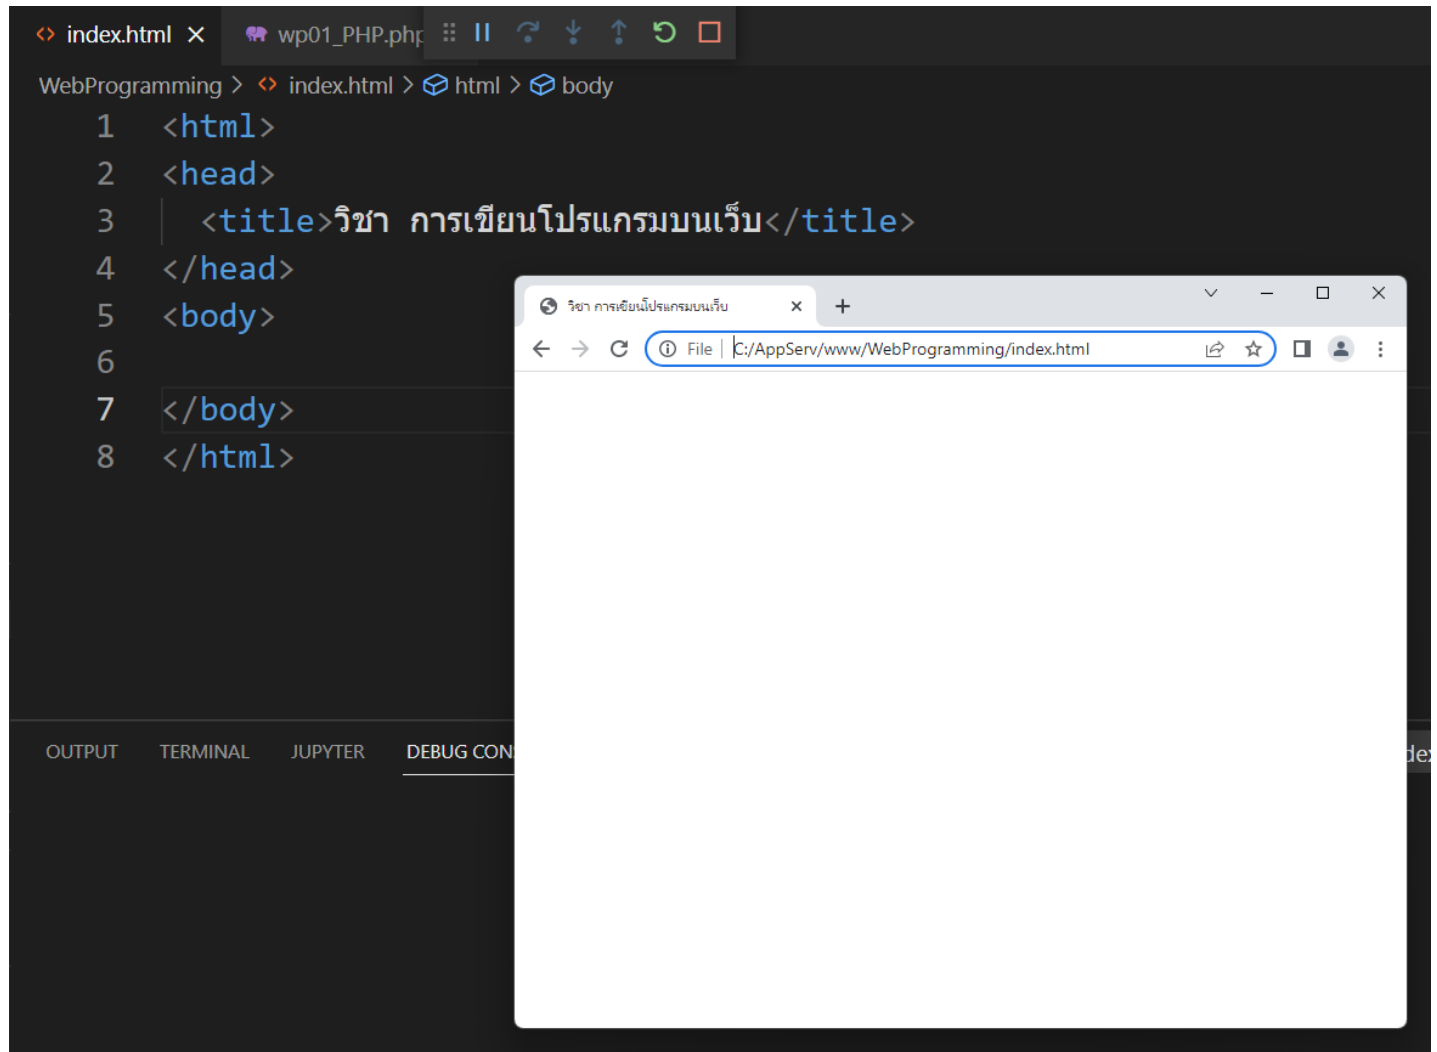 index.html wp01_PHP.php
WebProgramming > index.html > html > body
1 <html>
2 <head>
3 <title>วิชา การเขียนโปรแกรมบนเว็บ</title>
4 </head>
5 <body>
6
7 </body>
8 </html>
วิชา การเขียนโปรแกรมบนเว็บ
File | C:/AppServ/www/WebProgramming/index.html
OUTPUT TERMINAL JUPYTER DEBUG CON